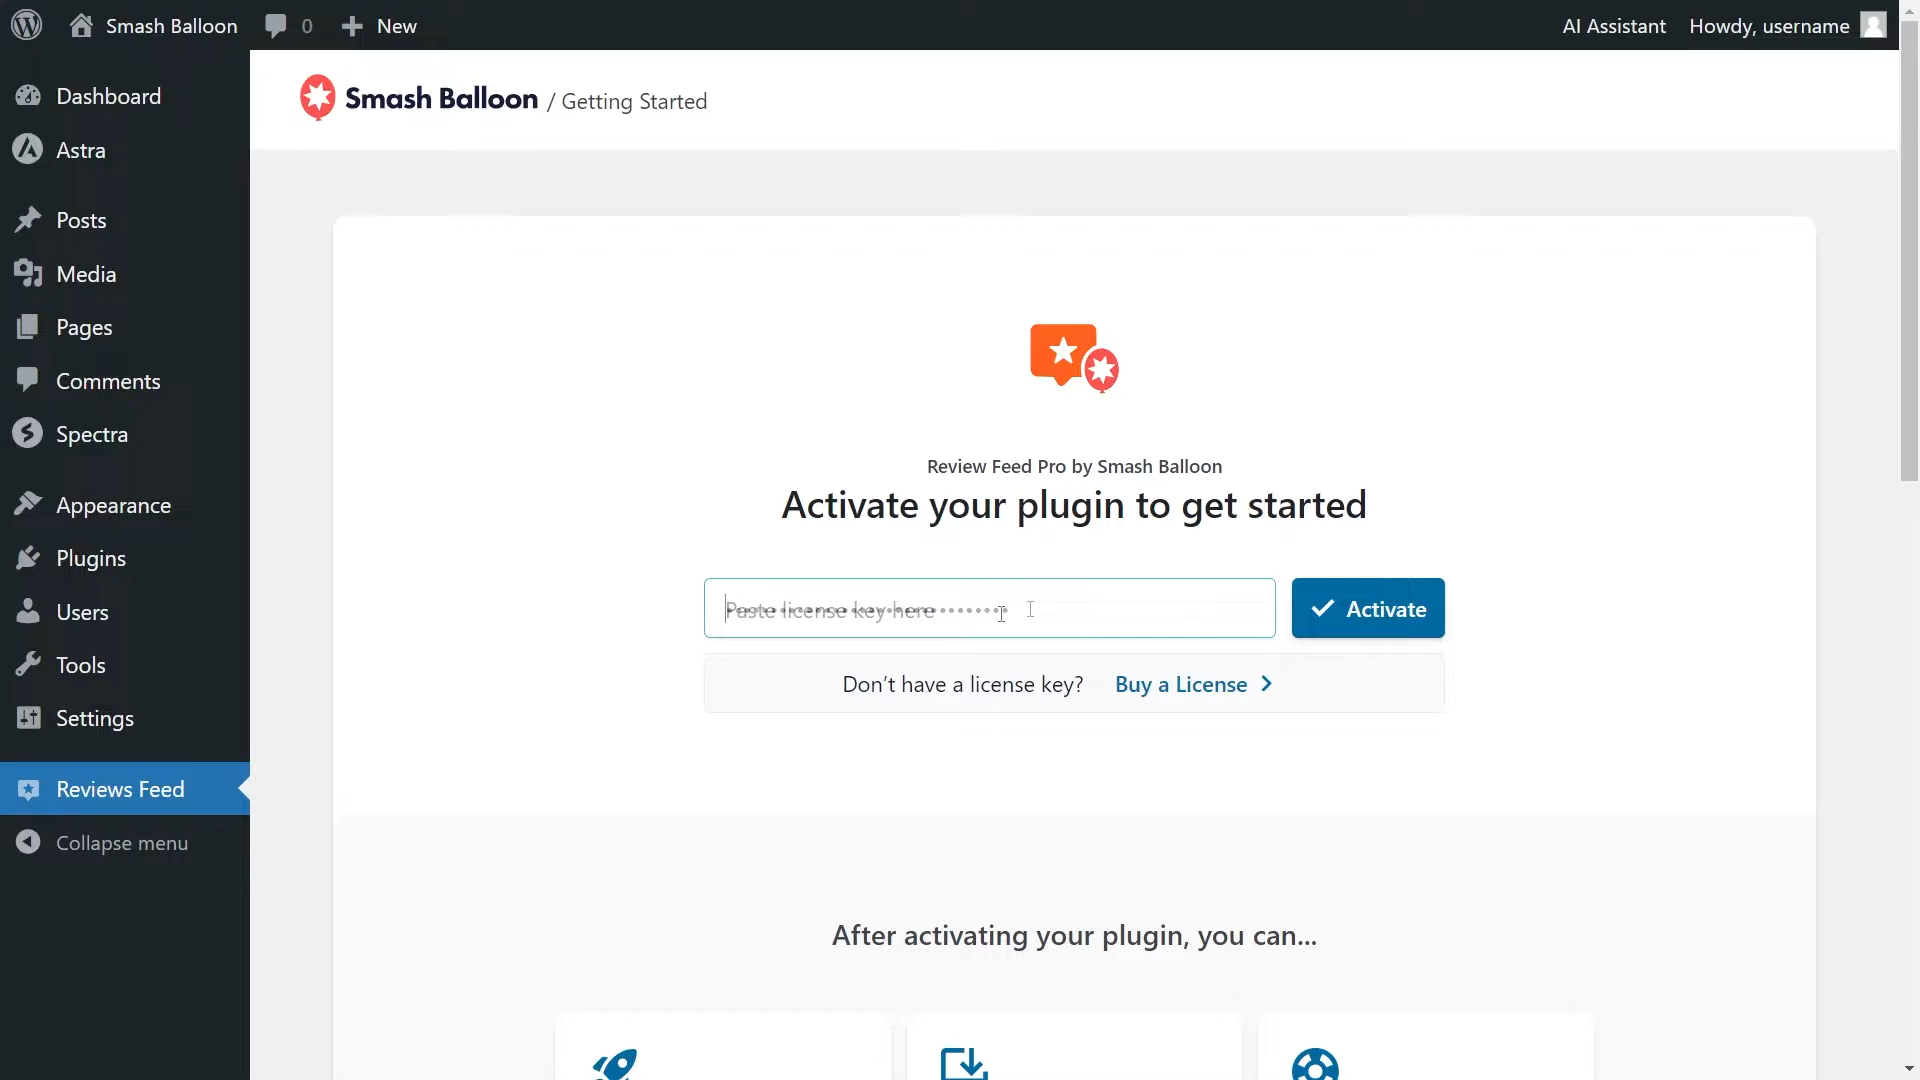 Smash Balloon
0
New
AI Assistant
Howdy, username
Dashboard
Astra
Posts
Media
Pages
Comments
Spectra
Appearance
Plugins
Users
Tools
Settings
Reviews Feed
Collapse menu
Smash Balloon / Getting Started
Review Feed Pro by Smash Balloon
Activate your plugin to get started
Paste license key here
Activate
Don’t have a license key? Buy a License
After activating your plugin, you can...